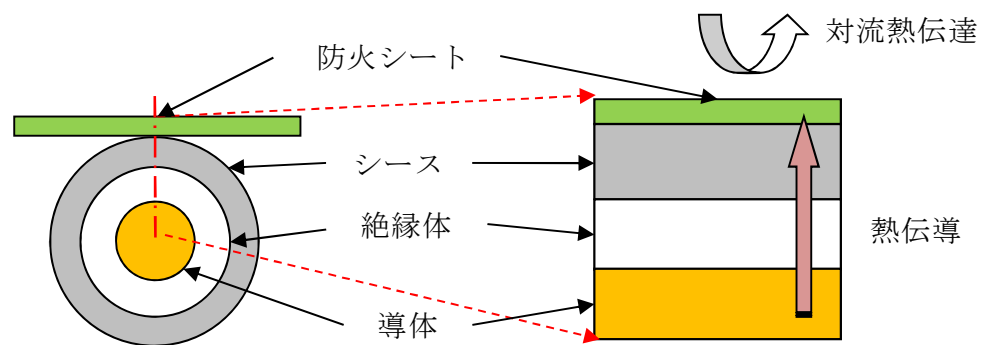 対流熱伝達
防火シート
シース
絶縁体
熱伝導
導体